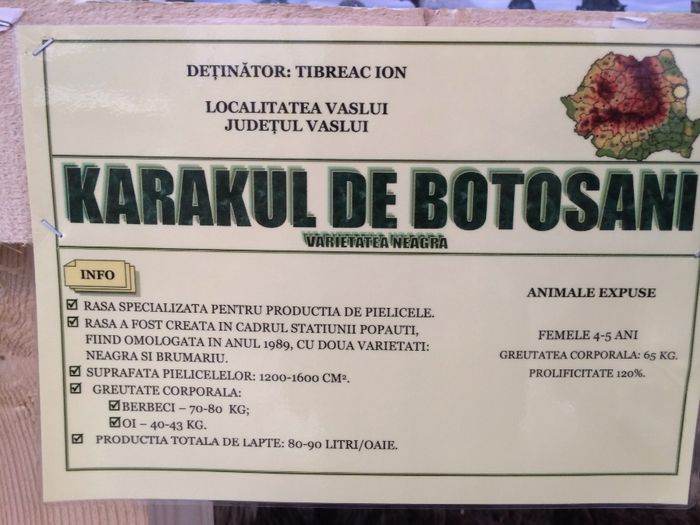 DEȚINĂTOR: TIBREAC ION
LOCALITATEA VASLUI
JUDEȚUL VASLUI
KARAKUL DE BOTOSANI
VARIETATEA NEAGRA
INFO
RASA SPECIALIZATA PENTRU PRODUCTIA DE PIELICELE.
RASA A FOST CREATA IN CADRUL STATIUNII POPAUTI,
FIIND OMOLOGATA IN ANUL 1989, CU DOUA VARIETATI:
NEAGRA SI BRUMARIU.
SUPRAFATA PIELICELELOR: 1200-1600 CM².
GREUTATE CORPORALA:
BERBECI – 70-80 KG;
OI – 40-43 KG.
PRODUCTIA TOTALA DE LAPTE: 80-90 LITRI/OAIE.
ANIMALE EXPUSE
FEMELE 4-5 ANI
GREUTATEA CORPORALA: 65 KG.
PROLIFICITATE 120%.